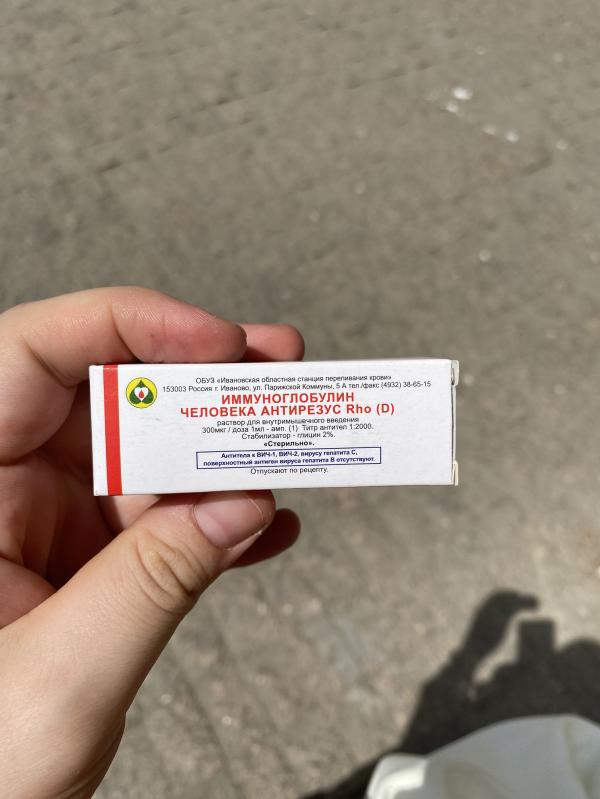 ОБУЗ «Ивановская областная станция переливания крови»
153003 Россия г. Иваново, ул. Парижской Коммуны, 5 А тел./факс (4932) 38-65-15
ИММУНОГЛОБУЛИН
ЧЕЛОВЕКА АНТИРЕЗУС Rho (D)
раствор для внутримышечного введения
300мкг / доза 1мл - амп. (1) Титр антител 1:2000.
Стабилизатор - глицин 2%.
«Стерильно».
Антитела к ВИЧ-1, ВИЧ-2, вирусу гепатита С,
поверхностный антиген вируса гепатита В отсутствуют.
Отпускают по рецепту.